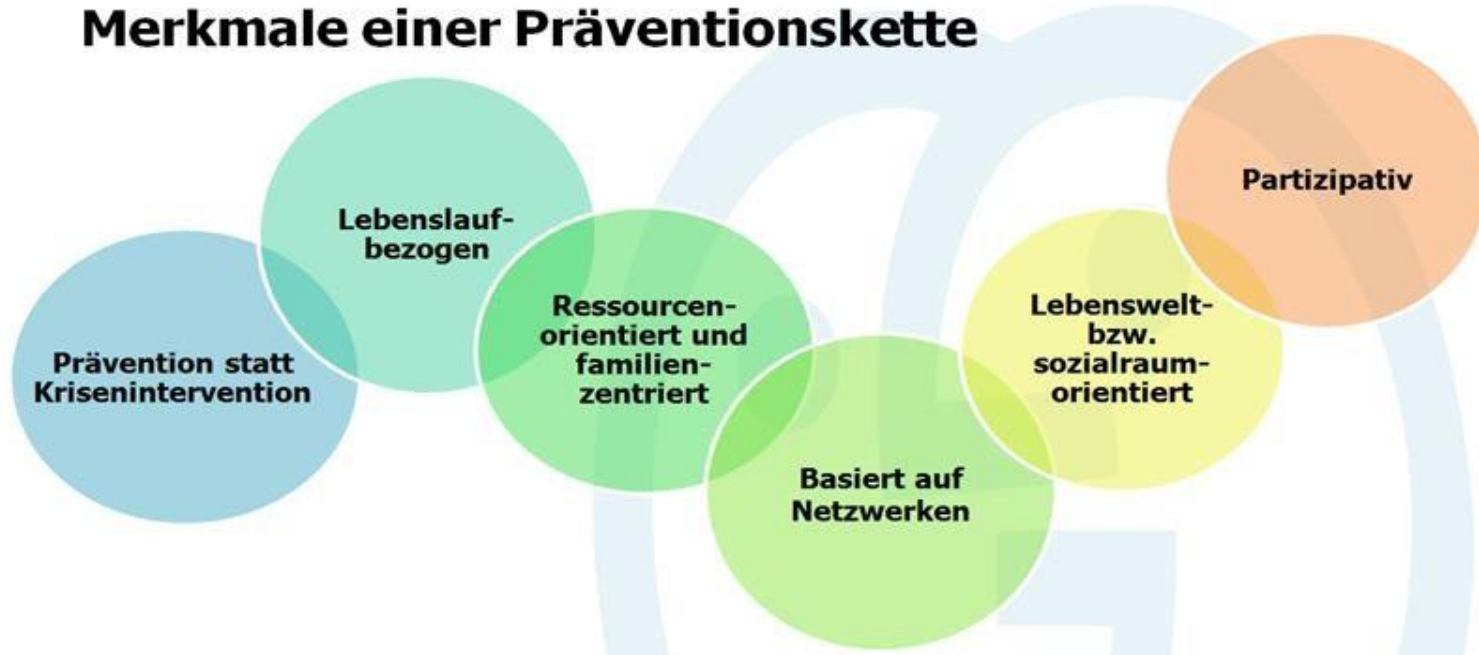 Merkmale einer Präventionskette
Prävention statt
Krisenintervention
Lebenslauf-
bezogen
Ressourcen-
orientiert und
familien-
zentriert
Basiert auf
Netzwerken
Lebenswelt-
bzw.
sozialraum-
orientiert
Partizipativ